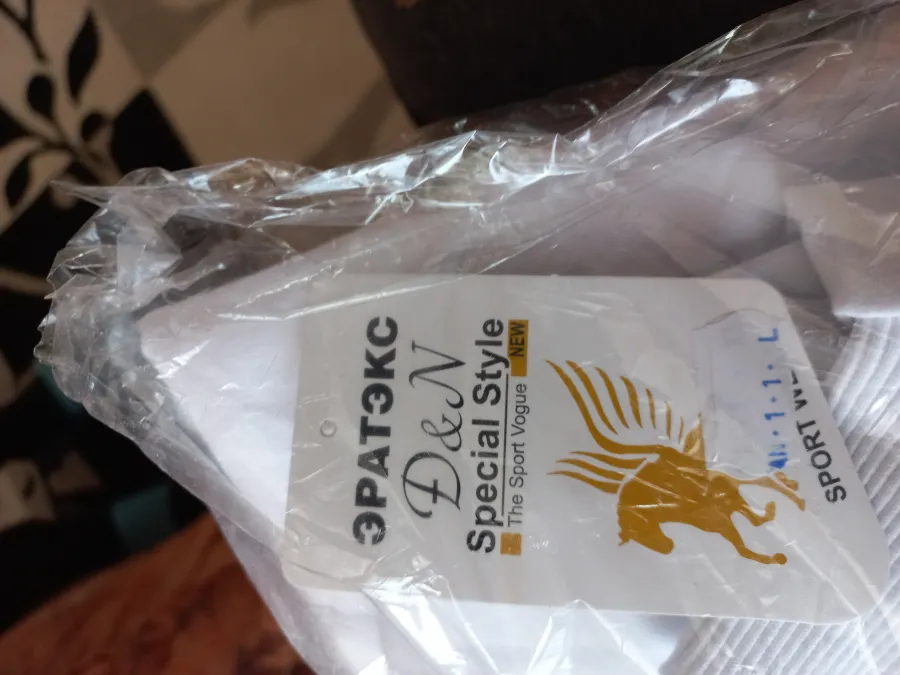 ЭРАТЭКС
D&N
Special Style
The Sport Vogue NEW
L
SPORT